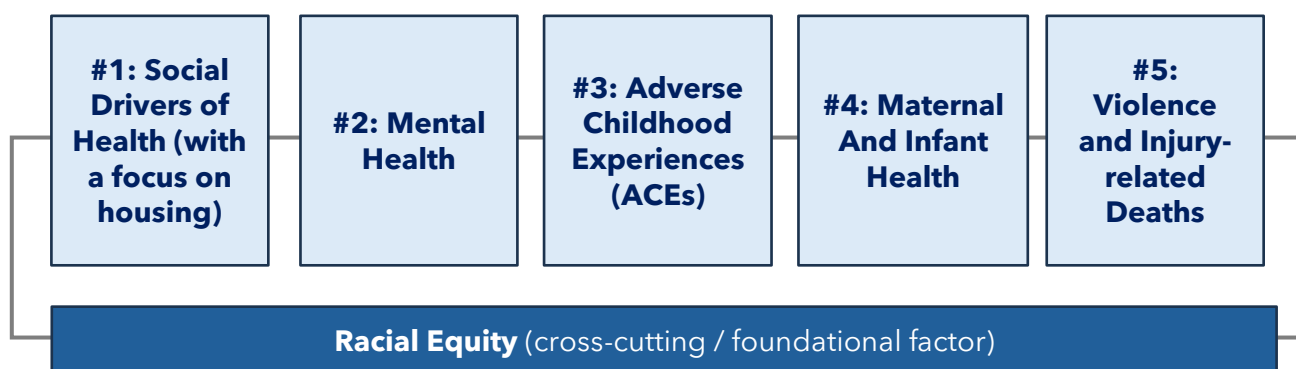 #1: Social
Drivers of
Health (with
a focus on
housing)
#2: Mental
Health
#3: Adverse
Childhood
Experiences
(ACEs)
#4: Maternal
And Infant
Health
#5:
Violence
and Injury-
related
Deaths
Racial Equity (cross-cutting / foundational factor)